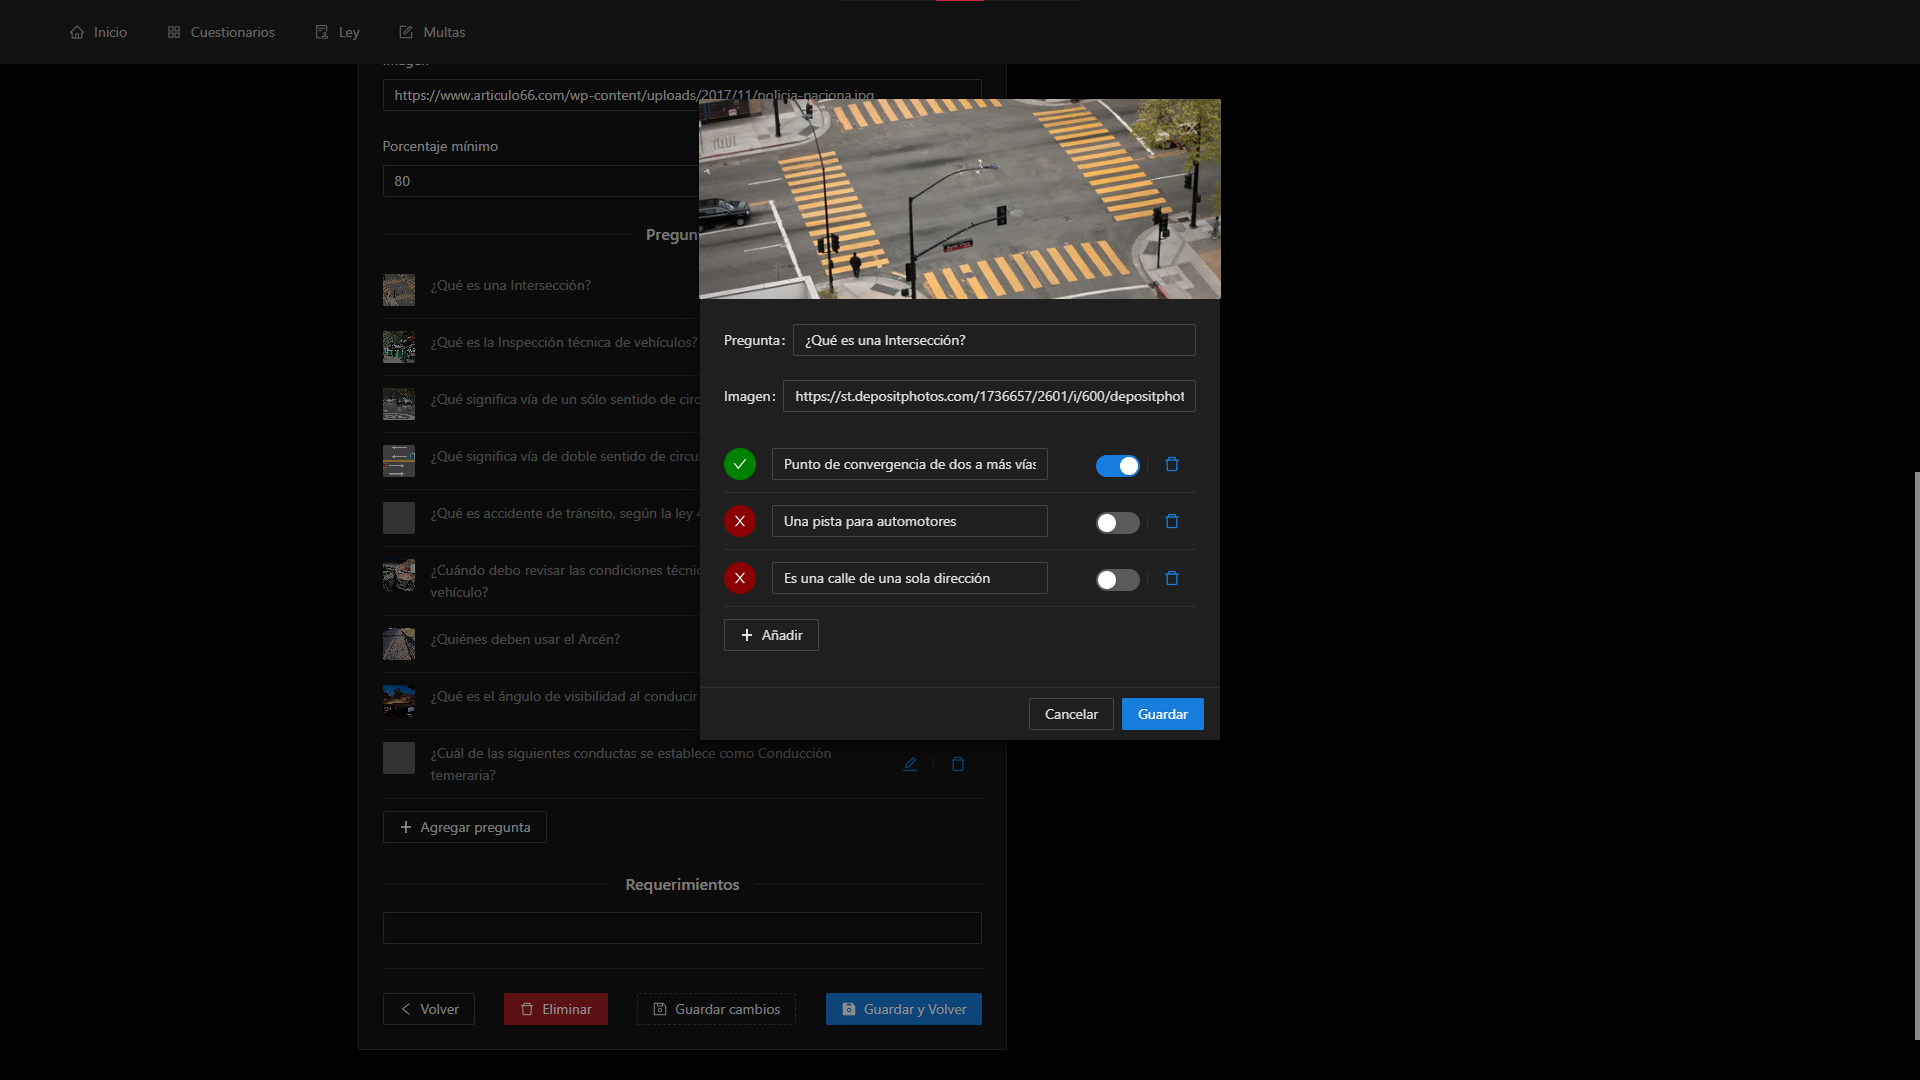 Inicio
Cuestionarios
Ley
Multas
Imagen
https://www.articulo66.com/wp-content/uploads/2017/11/policia-naciona.jpg
Porcentaje mínimo
80
Pregun
¿Qué es una Intersección?
¿Qué es la Inspección técnica de vehículos?
¿Qué significa vía de un sólo sentido de circ
¿Qué significa vía de doble sentido de circul
¿Qué es accidente de tránsito, según la ley 4
¿Cuándo debo revisar las condiciones técnic
vehículo?
¿Quiénes deben usar el Arcén?
¿Qué es el ángulo de visibilidad al conducir
¿Cuál de las siguientes conductas se establece como Conducción
temeraria?
Agregar pregunta
Requerimientos
Volver
Eliminar
Guardar cambios
Guardar y Volver
Pregunta:
¿Qué es una Intersección?
Imagen:
https://st.depositphotos.com/1736657/2601/i/600/depositphot
Punto de convergencia de dos a más vías
Una pista para automotores
Es una calle de una sola dirección
Añadir
Cancelar
Guardar